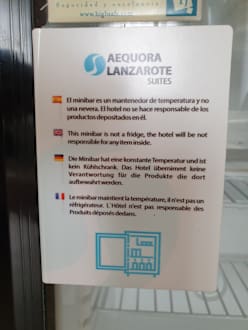 Seguridad y excelencia
AEQUORA
LANZAROTE
SUITES
El minibar es un mantenedor de temperatura y no
una nevera. El hotel no se hace responsable de los
productos depositados en él.
This minibar is not a fridge, the hotel will not be
responsible for any item inside.
Die Minibar hat eine konstante Temperatur und ist
kein Kühlschonk. Das Hotel übernimmt keine
Verantwortung für die Produkte die dort
aufbewahrt werden.
Le minibar maintient la température, il n'est pas un
réfrigérateur. L'Hôtel n'est pas responsable des
Produits déposés dedans.